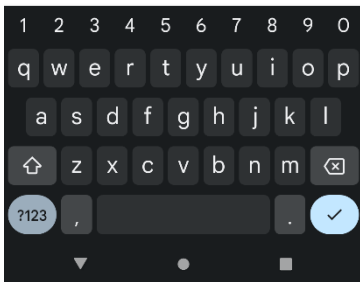 1 2 3 4 5 6 7 8 9 0
q w e r t y u i o p
a s d f g h j k l
z x c v b n m
?123 , .